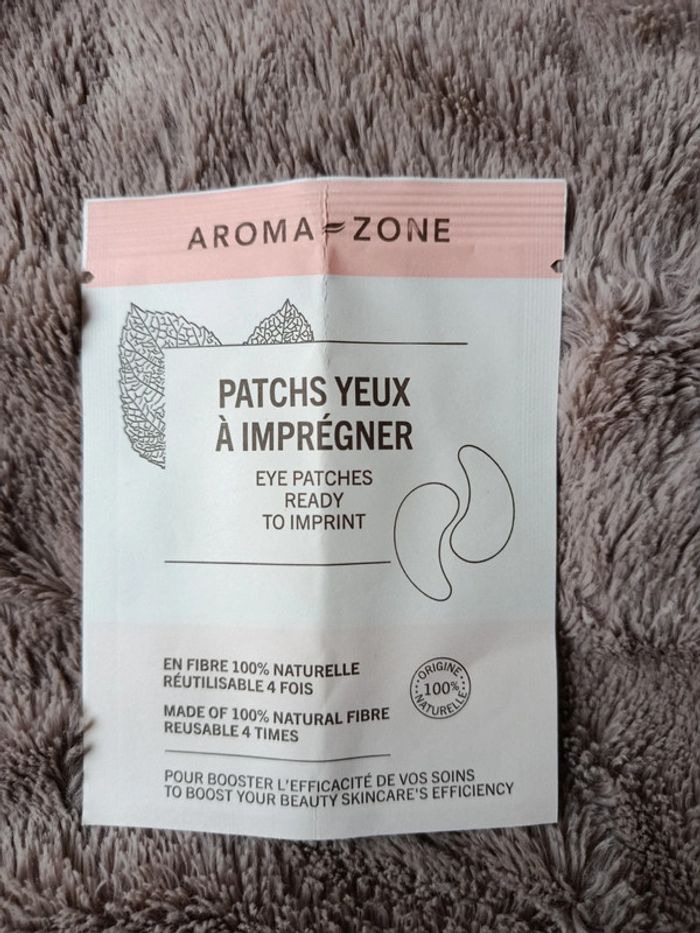 AROMA ZONE
PATCHS YEUX
À IMPRÉGNER
EYE PATCHES
READY
TO IMPRINT
EN FIBRE 100% NATURELLE
RÉUTILISABLE 4 FOIS
MADE OF 100% NATURAL FIBRE
REUSABLE 4 TIMES
ORIGINE
100%
NATURELLE
POUR BOOSTER L'EFFICACITÉ DE VOS SOINS
TO BOOST YOUR BEAUTY SKINCARE'S EFFICIENCY